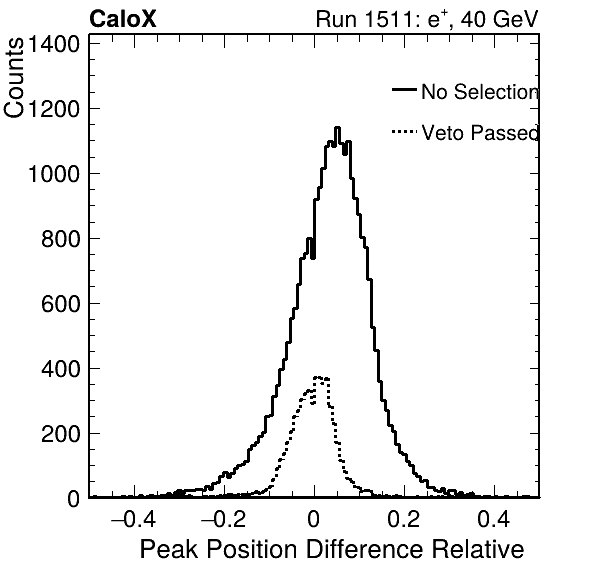 CaloX Run 1511: e+, 40 GeV
Counts
1400
1200
1000
800
600
400
200
0
No Selection
Veto Passed
−0.4 −0.2 0 0.2 0.4
Peak Position Difference Relative